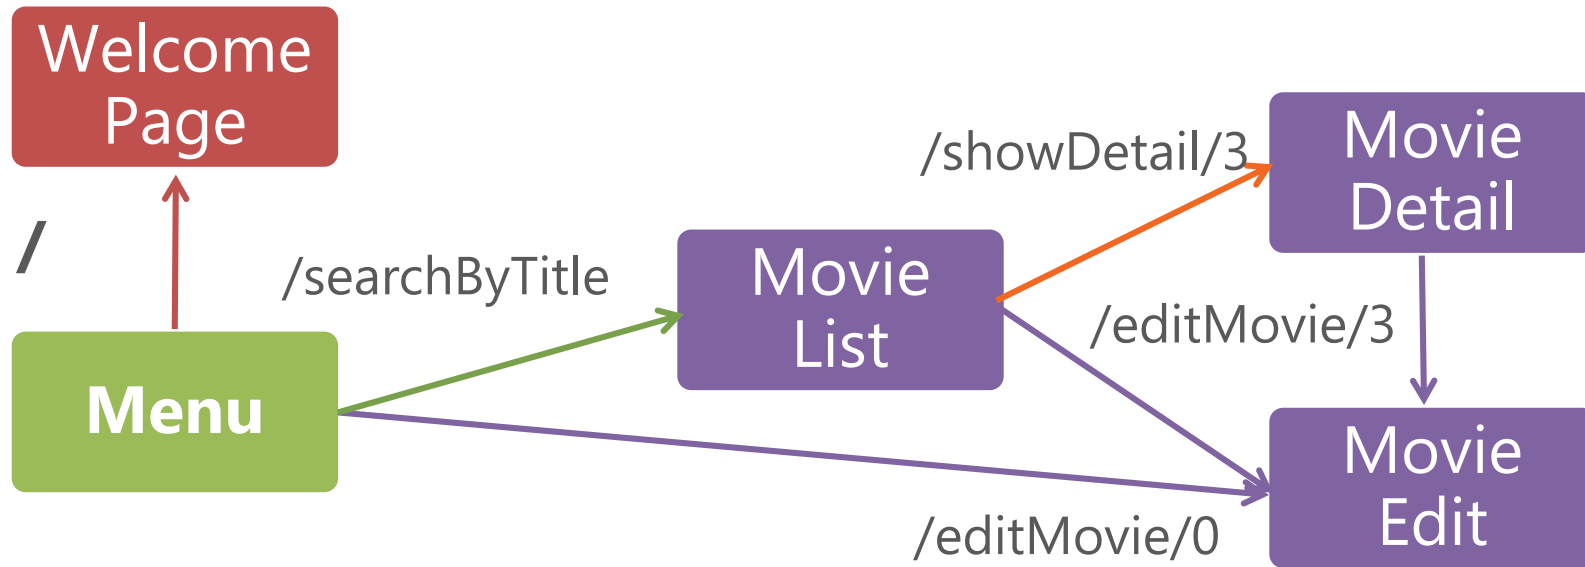 Welcome
Page
/
Menu
/searchByTitle
Movie
List
/showDetail/3
Movie
Detail
/editMovie/3
/editMovie/0
Movie
Edit